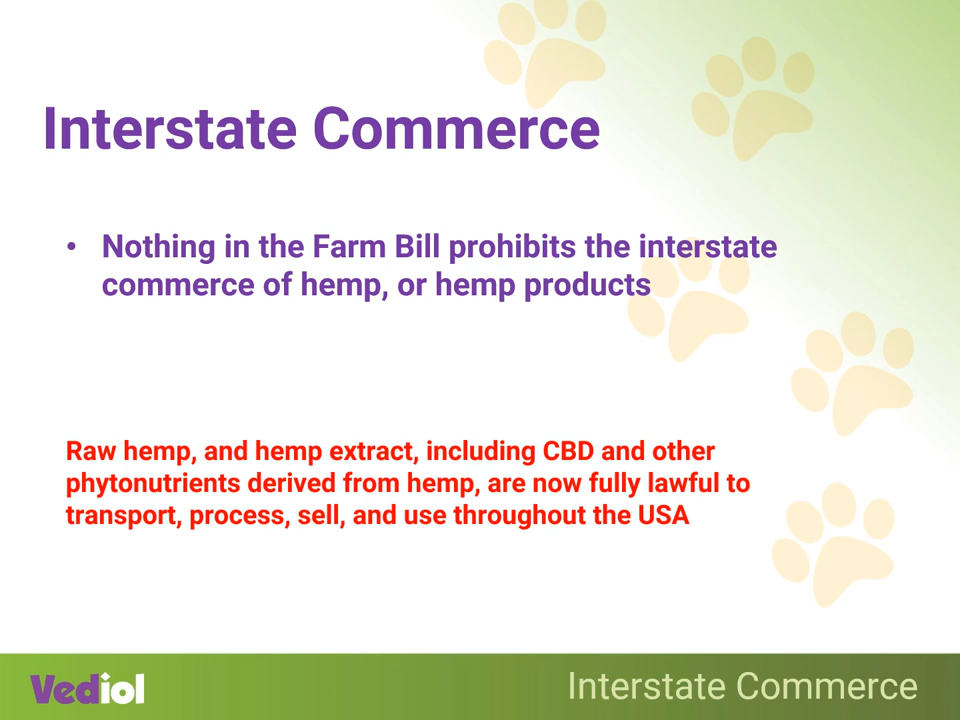 Interstate Commerce
• Nothing in the Farm Bill prohibits the interstate
commerce of hemp, or hemp products
Raw hemp, and hemp extract, including CBD and other
phytonutrients derived from hemp, are now fully lawful to
transport, process, sell, and use throughout the USA
Vediol
Interstate Commerce